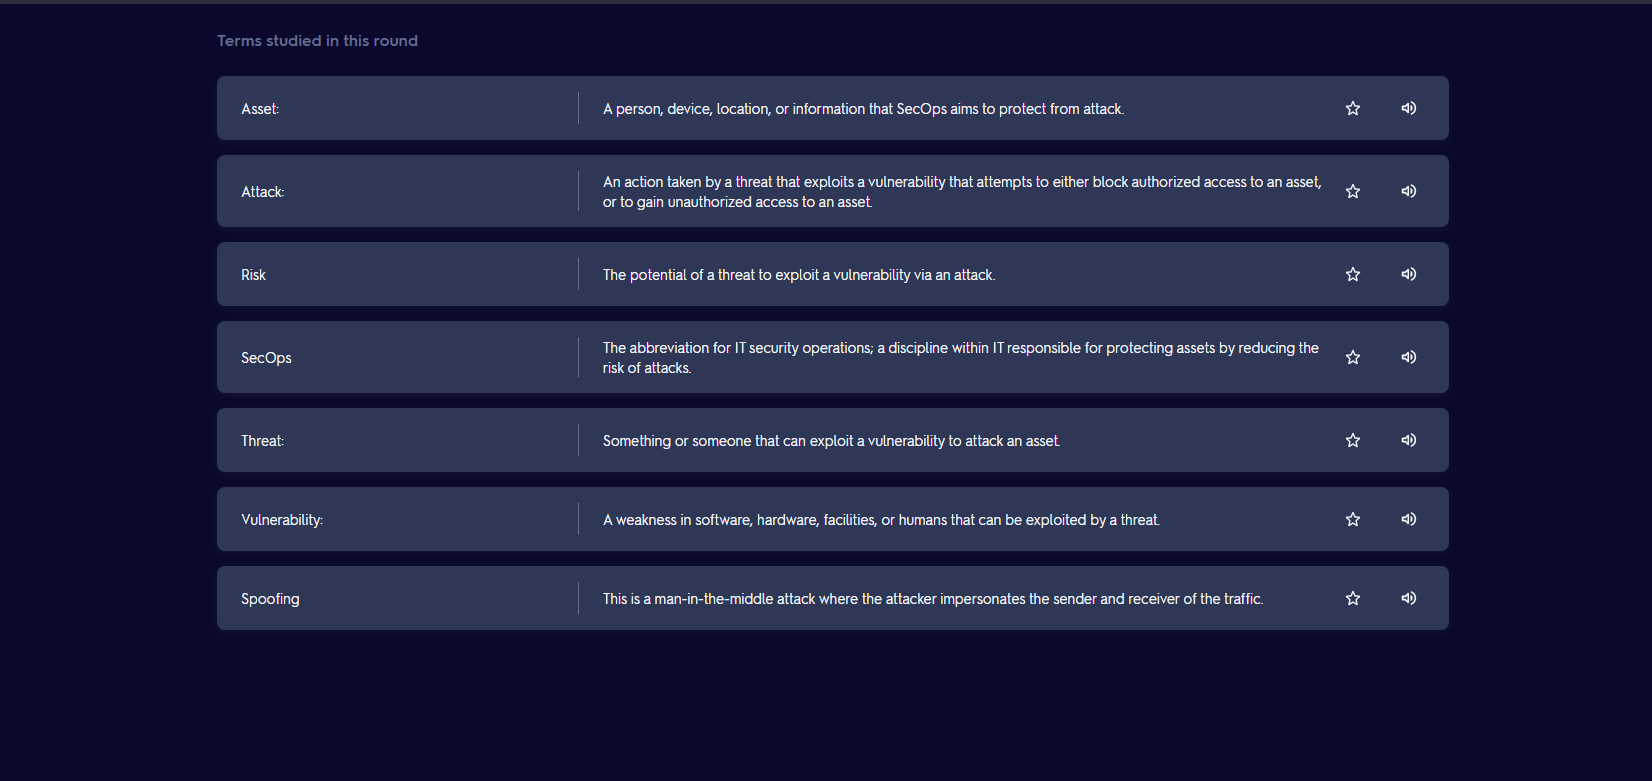 Terms studied in this round
Asset:
A person, device, location, or information that SecOps aims to protect from attack.
Attack:
An action taken by a threat that exploits a vulnerability that attempts to either block authorized access to an asset,
or to gain unauthorized access to an asset.
Risk
The potential of a threat to exploit a vulnerability via an attack.
SecOps
The abbreviation for IT security operations; a discipline within IT responsible for protecting assets by reducing the
risk of attacks.
Threat:
Something or someone that can exploit a vulnerability to attack an asset.
Vulnerability:
A weakness in software, hardware, facilities, or humans that can be exploited by a threat.
Spoofing
This is a man-in-the-middle attack where the attacker impersonates the sender and receiver of the traffic.